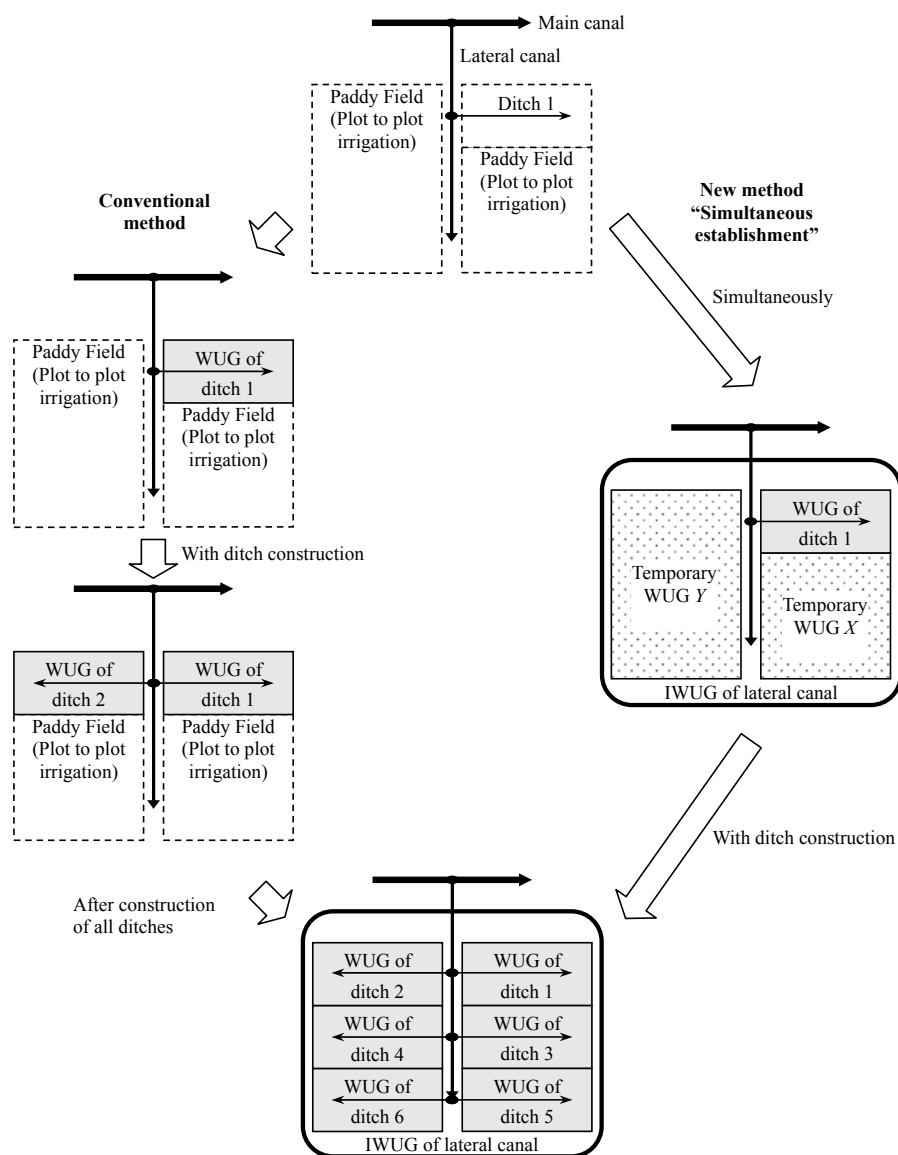 Main canal
Lateral canal
Paddy Field
(Plot to plot
irrigation)
Ditch 1
Paddy Field
(Plot to plot
irrigation)
Conventional
method
New method
“Simultaneous
establishment”
Simultaneously
Paddy Field
(Plot to plot
irrigation)
WUG of
ditch 1
Paddy Field
(Plot to plot
irrigation)
With ditch construction
WUG of
ditch 2
WUG of
ditch 1
Paddy Field
(Plot to plot
irrigation)
Paddy Field
(Plot to plot
irrigation)
Temporary
WUG Y
WUG of
ditch 1
Temporary
WUG X
IWUG of lateral canal
With ditch construction
After construction
of all ditches
WUG of
ditch 2
WUG of
ditch 1
WUG of
ditch 4
WUG of
ditch 3
WUG of
ditch 6
WUG of
ditch 5
IWUG of lateral canal